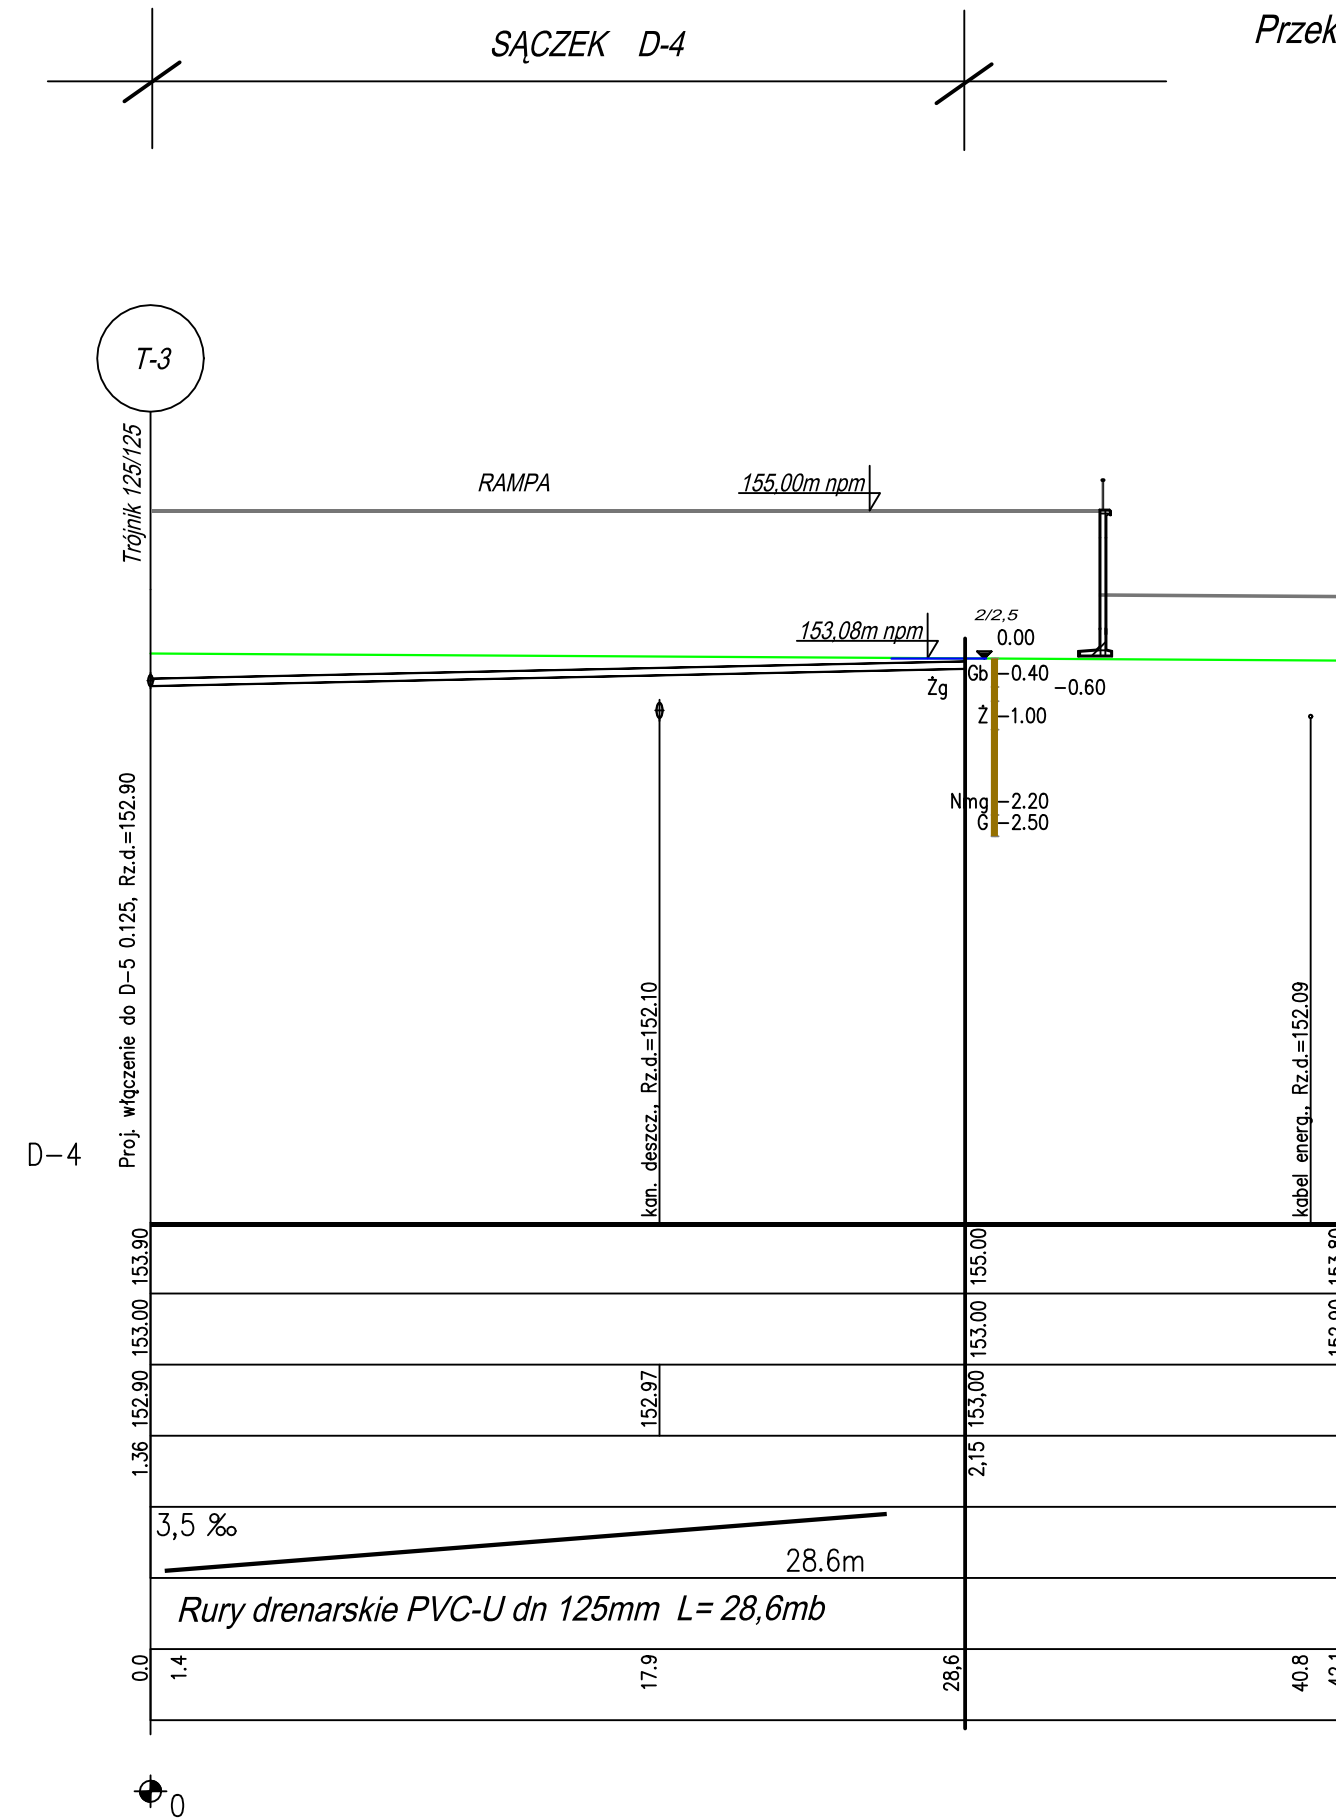 SĄCZEK D-4
Przek
T-3
Trójnik 125/125
RAMPA
155,00m npm
153,08m npm
2/2,5
0.00
Gb -0.40
Żg
-0.60
Ż -1.00
Nmg -2.20
G -2.50
Proj. włączenie do D-5 0.125, Rz.d.=152.90
kan. deszcz., Rz.d.=152.10
kabel energ., Rz.d.=152.09
D-4
153.90
155.00
153.80
153.00
153.00
152.90
152.90
152.97
153,00
1.36
2,15
3,5 ‰
28.6m
Rury drenarskie PVC-U dn 125mm L= 28,6mb
0.0
1.4
17.9
28,6
40.8
0